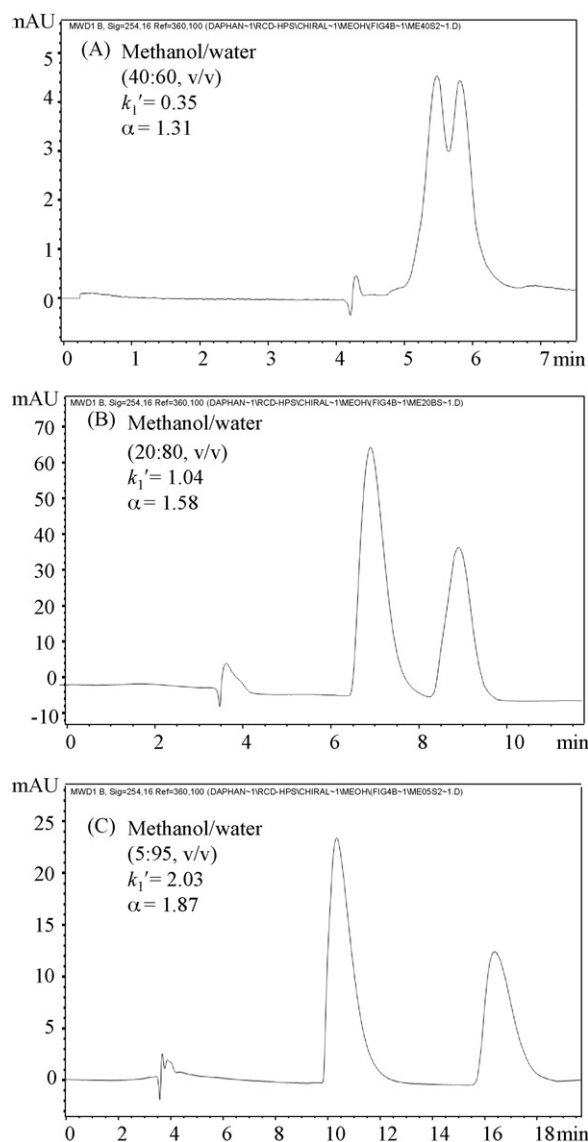 mAU
MWD1 B, Sig=254,16 Ref=360,100 (DAPHAN~1\RCD-HPS\CHIRAL~1\MEOH\(FIG4B~1\ME40S2~1.D)
(A) Methanol/water
(40:60, v/v)
k₁′= 0.35
α = 1.31
5
4
3
2
1
0
0 1 2 3 4 5 6 7 min
mAU
MWD1 B, Sig=254,16 Ref=360,100 (DAPHAN~1\RCD-HPS\CHIRAL~1\MEOH\(FIG4B~1\ME20BS~1.D)
(B) Methanol/water
(20:80, v/v)
k₁′= 1.04
α = 1.58
70
60
50
40
30
20
10
0
-10
0 2 4 6 8 10 min
mAU
MWD1 B, Sig=254,16 Ref=360,100 (DAPHAN~1\RCD-HPS\CHIRAL~1\MEOH\(FIG4B~1\ME05S2~1.D)
(C) Methanol/water
(5:95, v/v)
k₁′= 2.03
α = 1.87
25
20
15
10
5
0
0 2 4 6 8 10 12 14 16 18 min